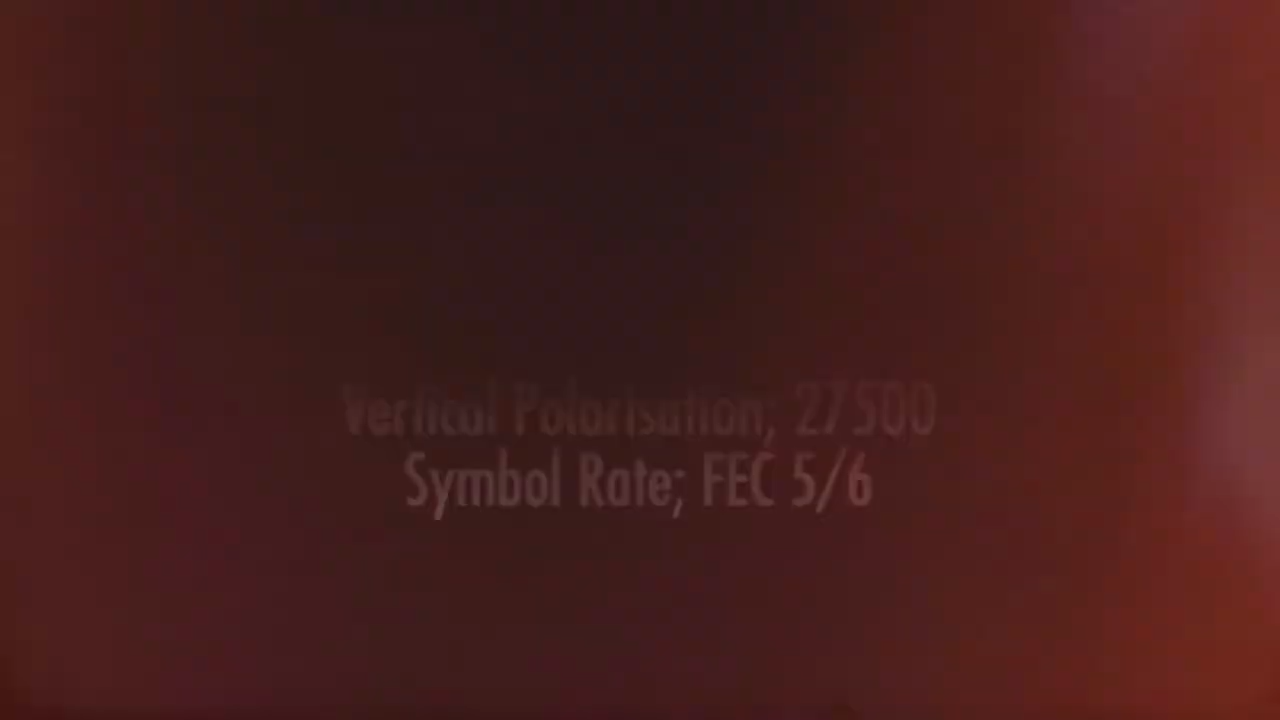 Vertical Polarisation; 27500
Symbol Rate; FEC 5/6